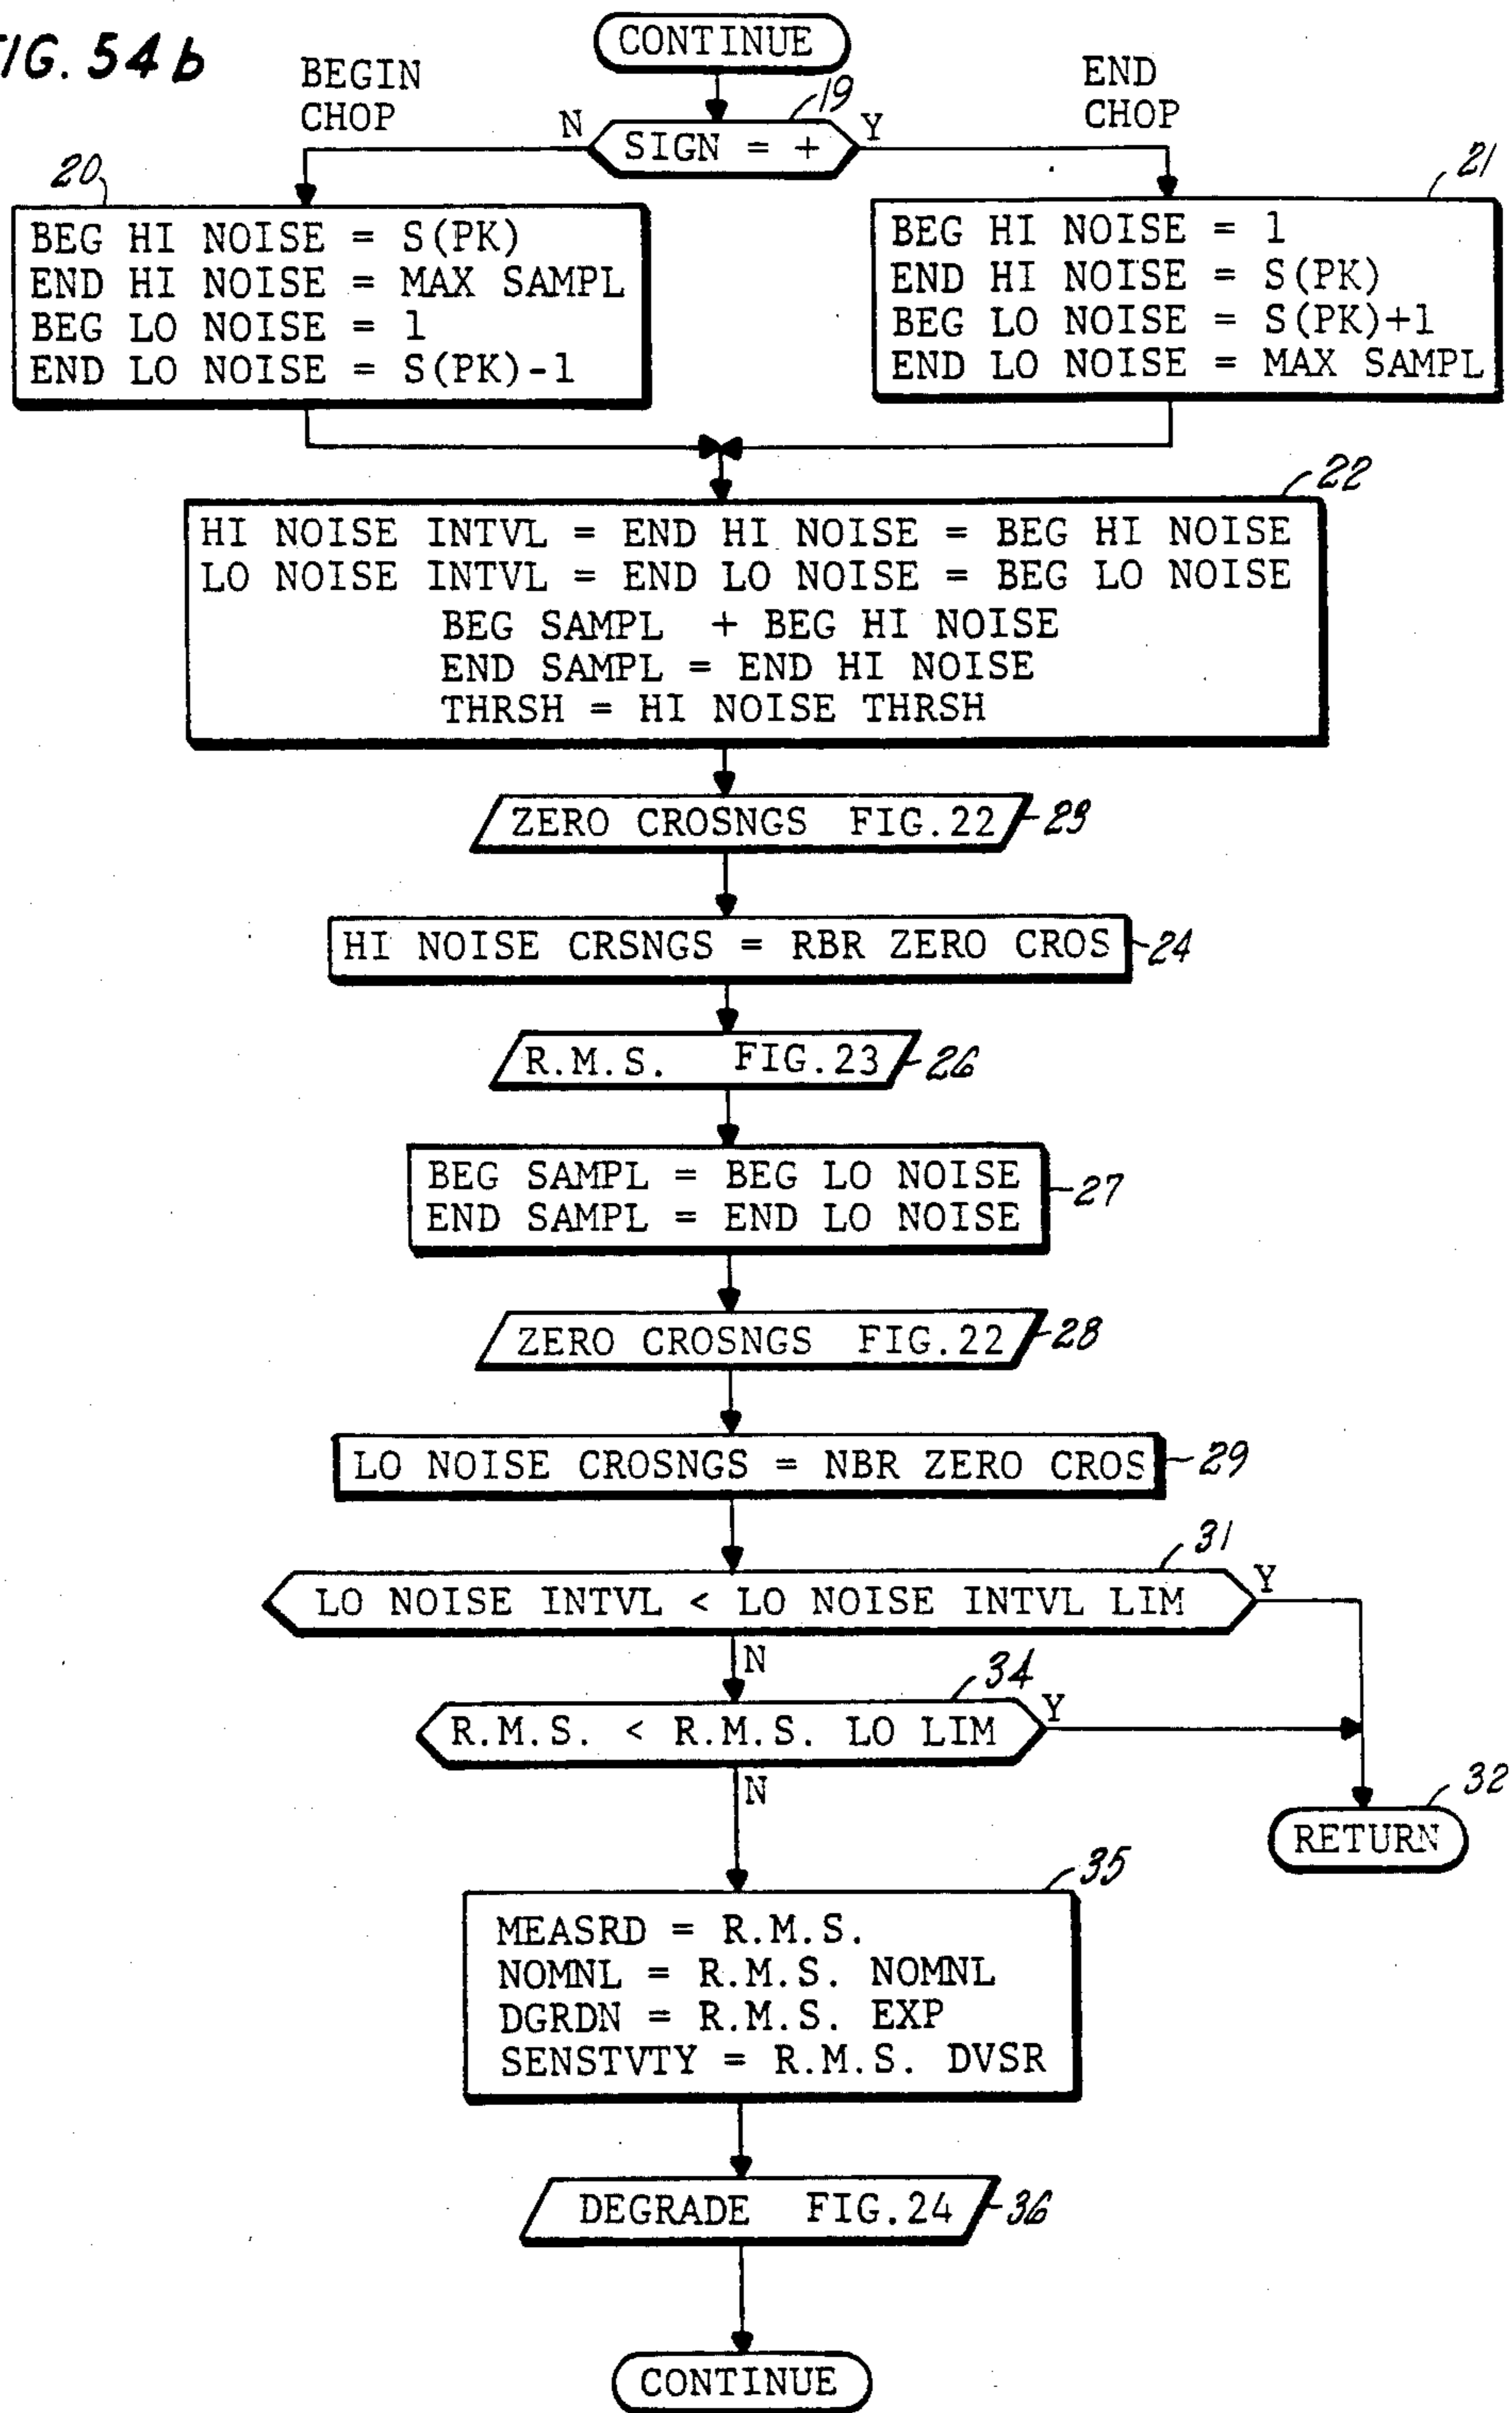 FIG. 54b
CONTINUE
BEGIN
CHOP
END
CHOP
19
N
SIGN = +
Y
20
BEG HI NOISE = S(PK)
END HI NOISE = MAX SAMPL
BEG LO NOISE = 1
END LO NOISE = S(PK)-1
21
BEG HI NOISE = 1
END HI NOISE = S(PK)
BEG LO NOISE = S(PK)+1
END LO NOISE = MAX SAMPL
22
HI NOISE INTVL = END HI NOISE = BEG HI NOISE
LO NOISE INTVL = END LO NOISE = BEG LO NOISE
BEG SAMPL + BEG HI NOISE
END SAMPL = END HI NOISE
THRSH = HI NOISE THRSH
ZERO CROSNGS FIG.22
23
HI NOISE CRSNGS = RBR ZERO CROS
24
R.M.S. FIG.23
26
BEG SAMPL = BEG LO NOISE
END SAMPL = END LO NOISE
27
ZERO CROSNGS FIG.22
28
LO NOISE CROSNGS = NBR ZERO CROS
29
31
LO NOISE INTVL < LO NOISE INTVL LIM
Y
N
34
R.M.S. < R.M.S. LO LIM
Y
N
32
RETURN
35
MEASRD = R.M.S.
NOMNL = R.M.S. NOMNL
DGRDN = R.M.S. EXP
SENSTVTY = R.M.S. DVSR
DEGRADE FIG.24
36
CONTINUE